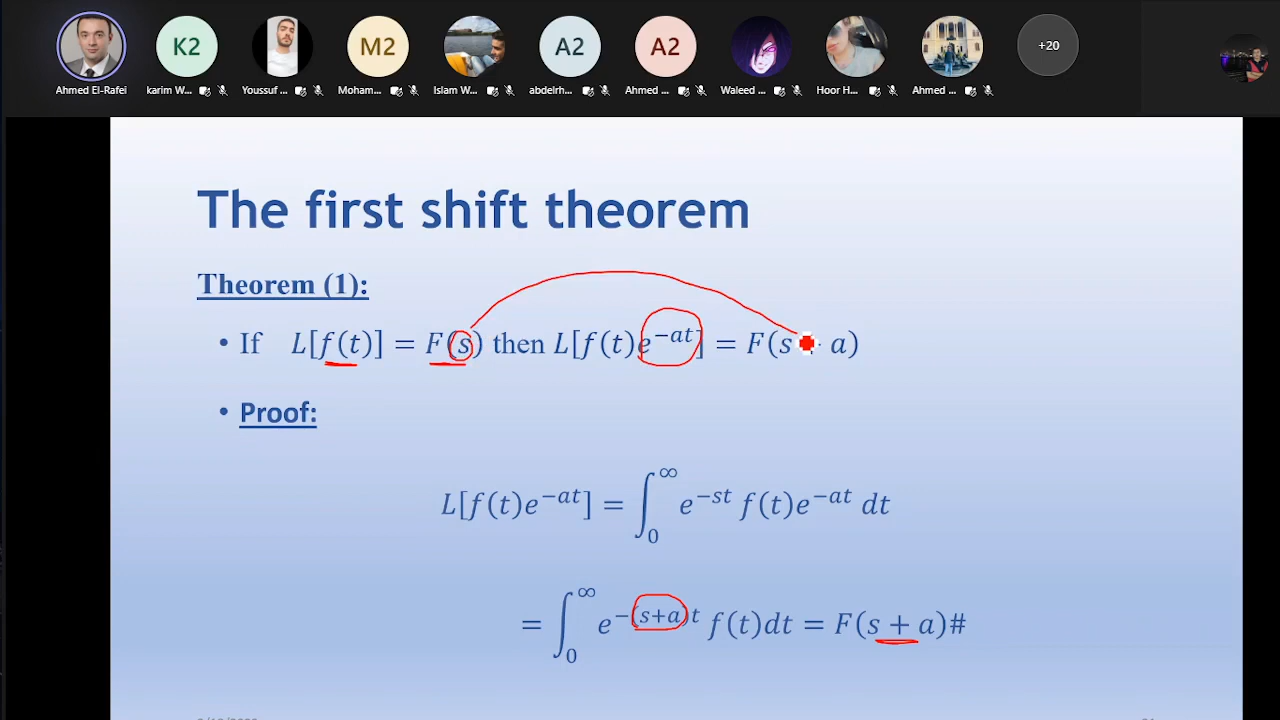 K2 M2 A2 A2 +20
Ahmed El-Rafei karim W... Youssuf ... Moham... Islam W... abdelrh... Ahmed ... Waleed ... Hoor H... Ahmed ...
The first shift theorem
Theorem (1):
• If L[f(t)] = F(s) then L[f(t)e^{-at}] = F(s + a)
• Proof:
L[f(t)e^{-at}] = ∫_0^∞ e^{-st} f(t)e^{-at} dt
= ∫_0^∞ e^{-(s+a)t} f(t)dt = F(s + a)#